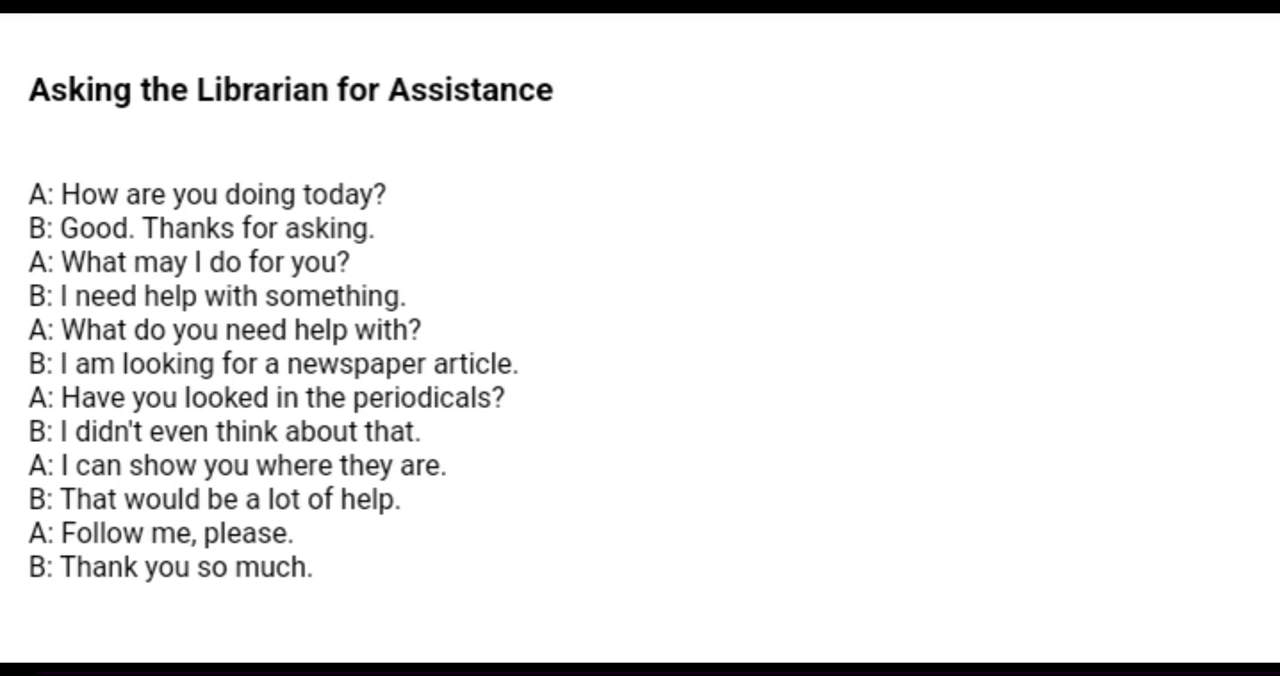 Asking the Librarian for Assistance
A: How are you doing today?
B: Good. Thanks for asking.
A: What may I do for you?
B: I need help with something.
A: What do you need help with?
B: I am looking for a newspaper article.
A: Have you looked in the periodicals?
B: I didn't even think about that.
A: I can show you where they are.
B: That would be a lot of help.
A: Follow me, please.
B: Thank you so much.